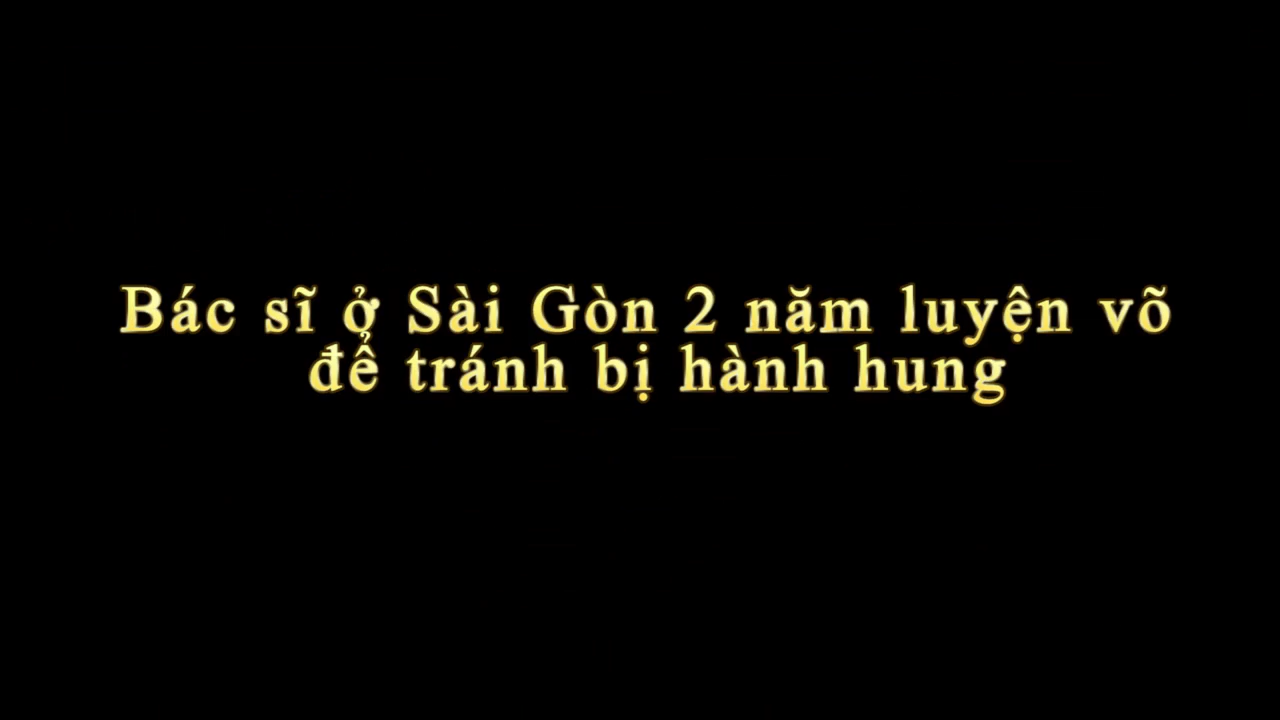 Bác sĩ ở Sài Gòn 2 năm luyện võ
để tránh bị hành hung